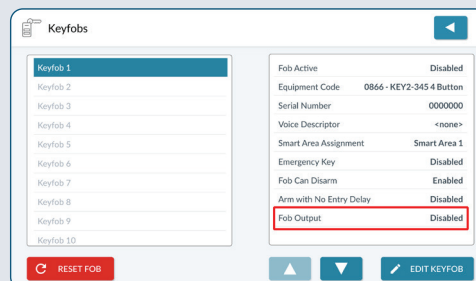 Keyfobs
Keyfob 1
Keyfob 2
Keyfob 3
Keyfob 4
Keyfob 5
Keyfob 6
Keyfob 7
Keyfob 8
Keyfob 9
Keyfob 10
Fob Active Disabled
Equipment Code 0866 - KEY2-345 4 Button
Serial Number 0000000
Voice Descriptor <none>
Smart Area Assignment Smart Area 1
Emergency Key Disabled
Fob Can Disarm Enabled
Arm with No Entry Delay Disabled
Fob Output Disabled
RESET FOB
EDIT KEYFOB